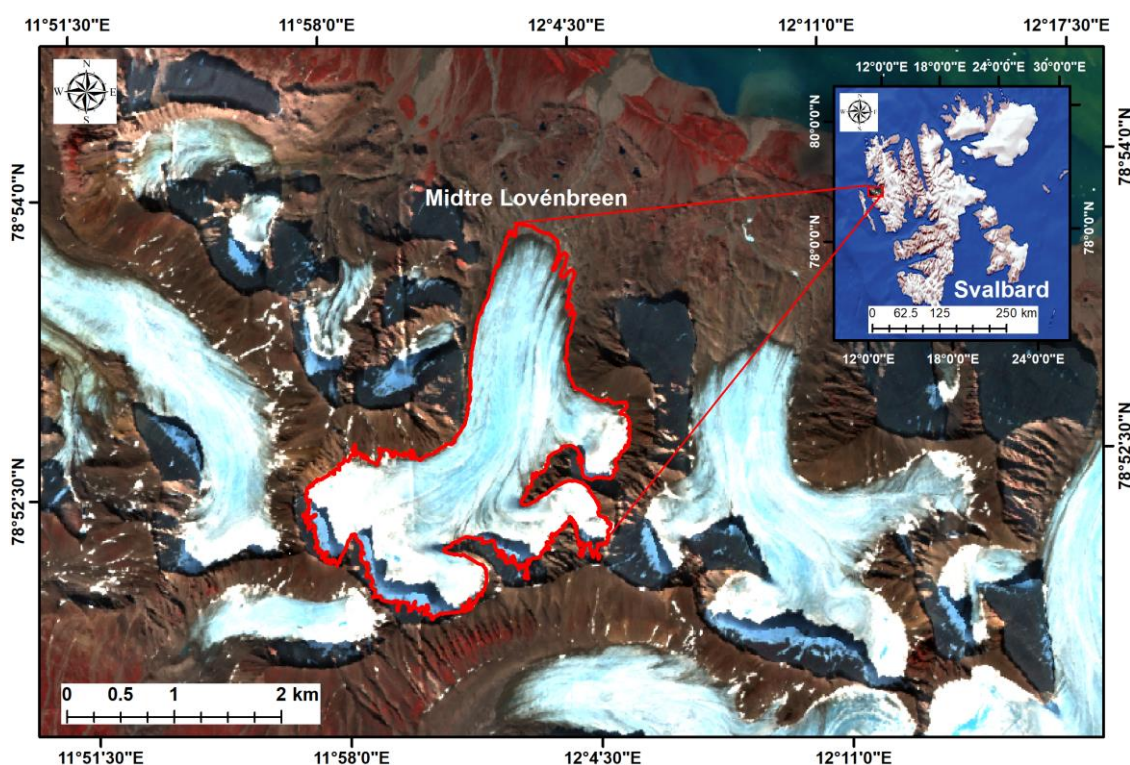 11°51'30"E 11°58'0"E 12°4'30"E 12°11'0"E 12°17'30"E
N
W E
S
12°0'0"E 18°0'0"E 24°0'0"E 30°0'0"E
N
W E
S
80°0'0"N
78°0'0"N
Svalbard
0 62.5 125 250 km
12°0'0"E 18°0'0"E 24°0'0"E
Midtre Lovénbreen
78°54'0"N
78°52'30"N
78°54'0"N
78°52'30"N
0 0.5 1 2 km
11°51'30"E 11°58'0"E 12°4'30"E 12°11'0"E